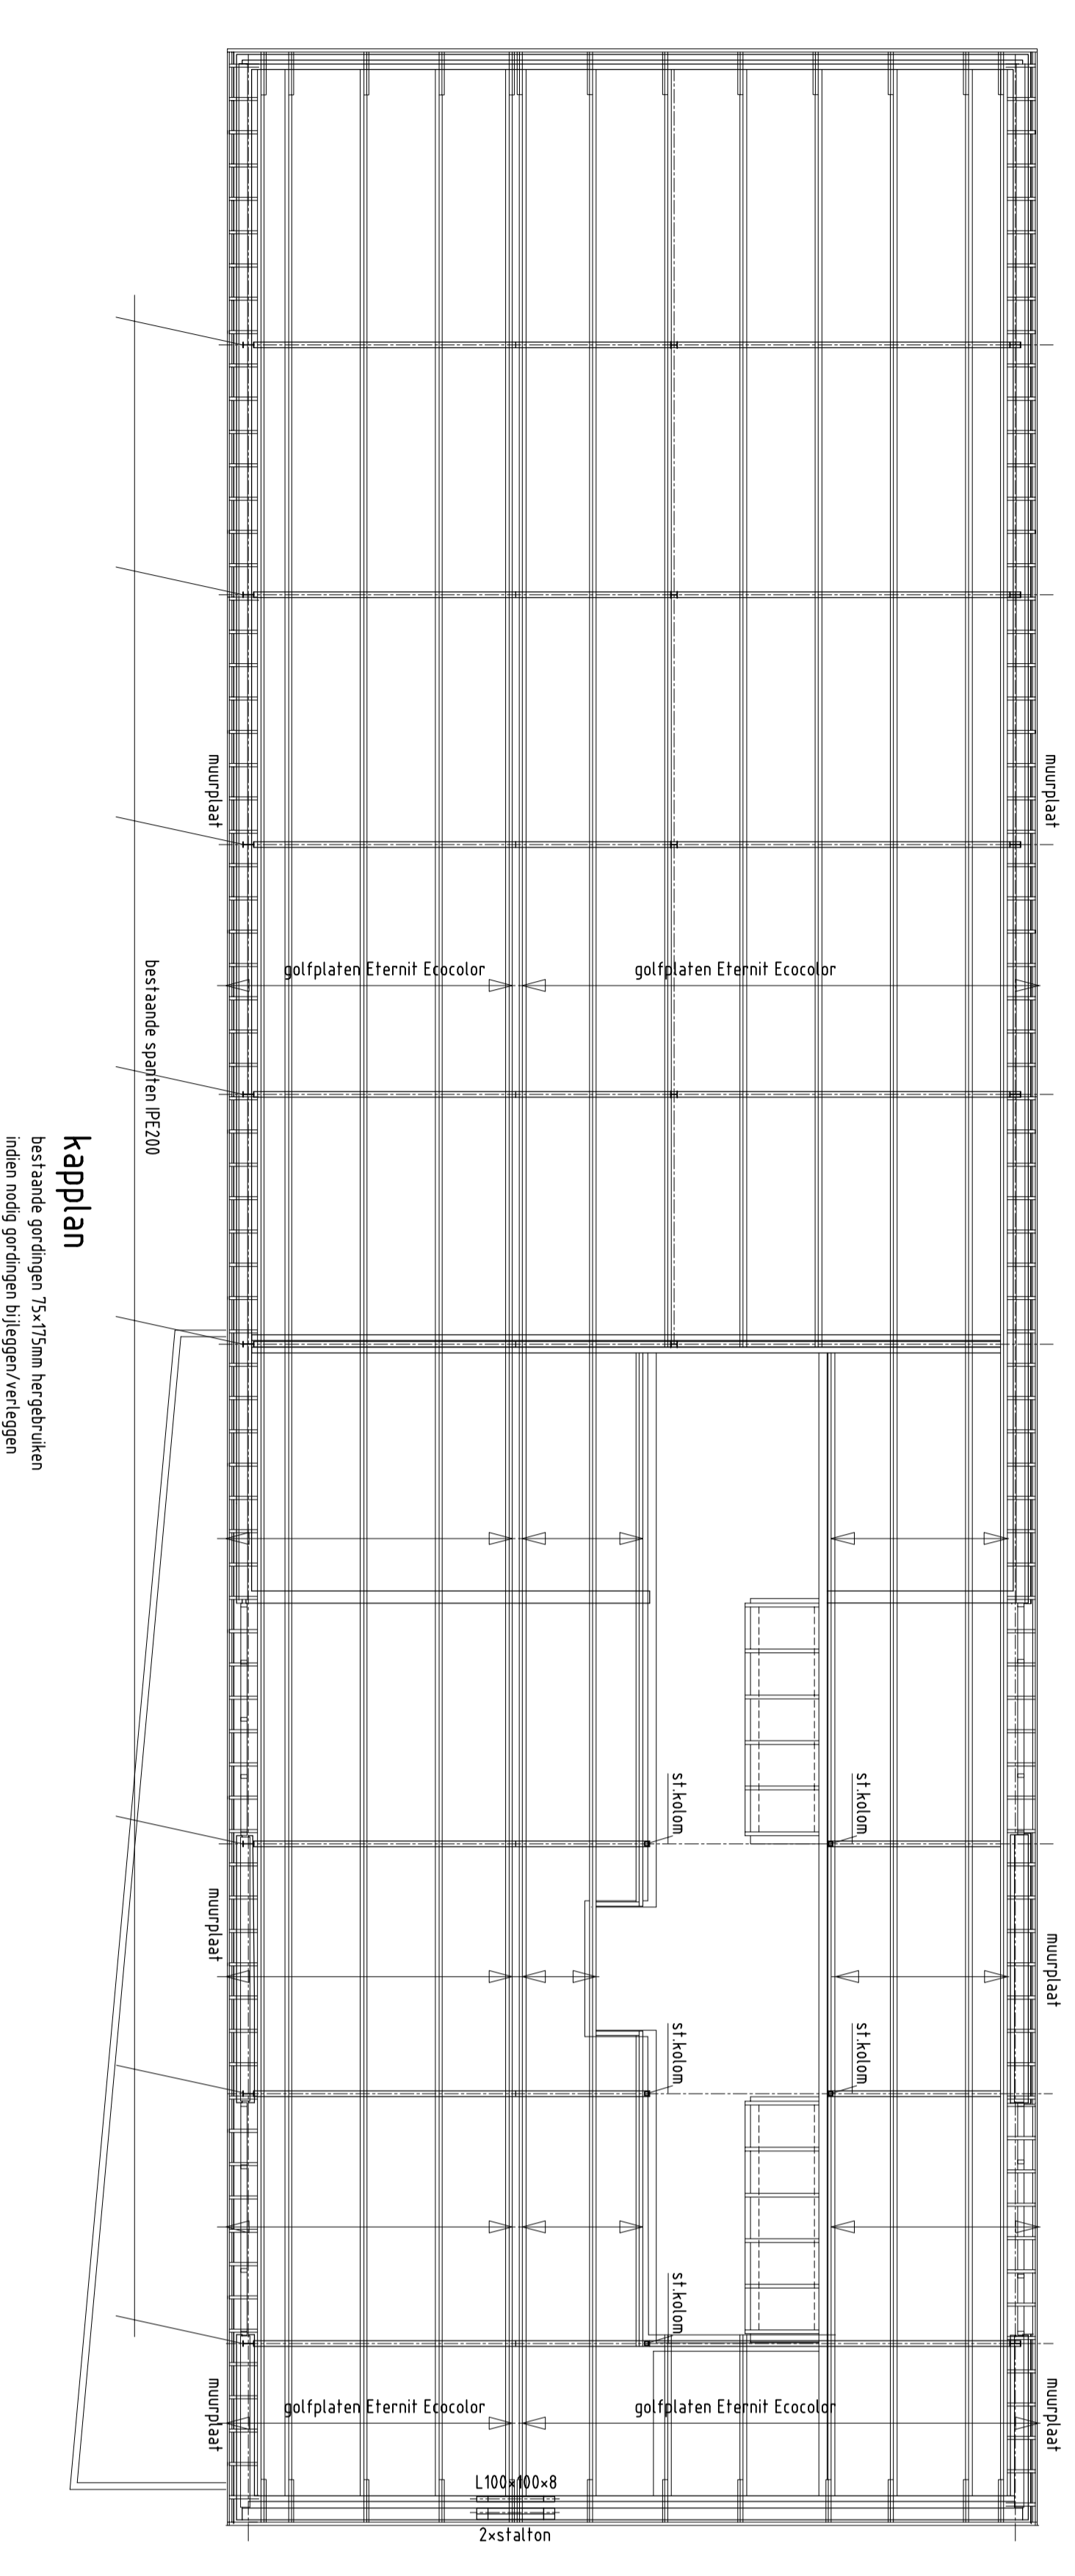 muurplaat
muurplaat
golfplaten Eternit Ecocolor
golfplaten Eternit Ecocolor
bestaande spanten IPE200
kapplan
bestaande gordingen 75×175mm hergebruiken
indien nodig gordingen bijleggen/verleggen
st.kolom
st.kolom
muurplaat
muurplaat
st.kolom
st.kolom
st.kolom
muurplaat
muurplaat
golfplaten Eternit Ecocolor
golfplaten Eternit Ecocolor
L100×100×8
2×stalton